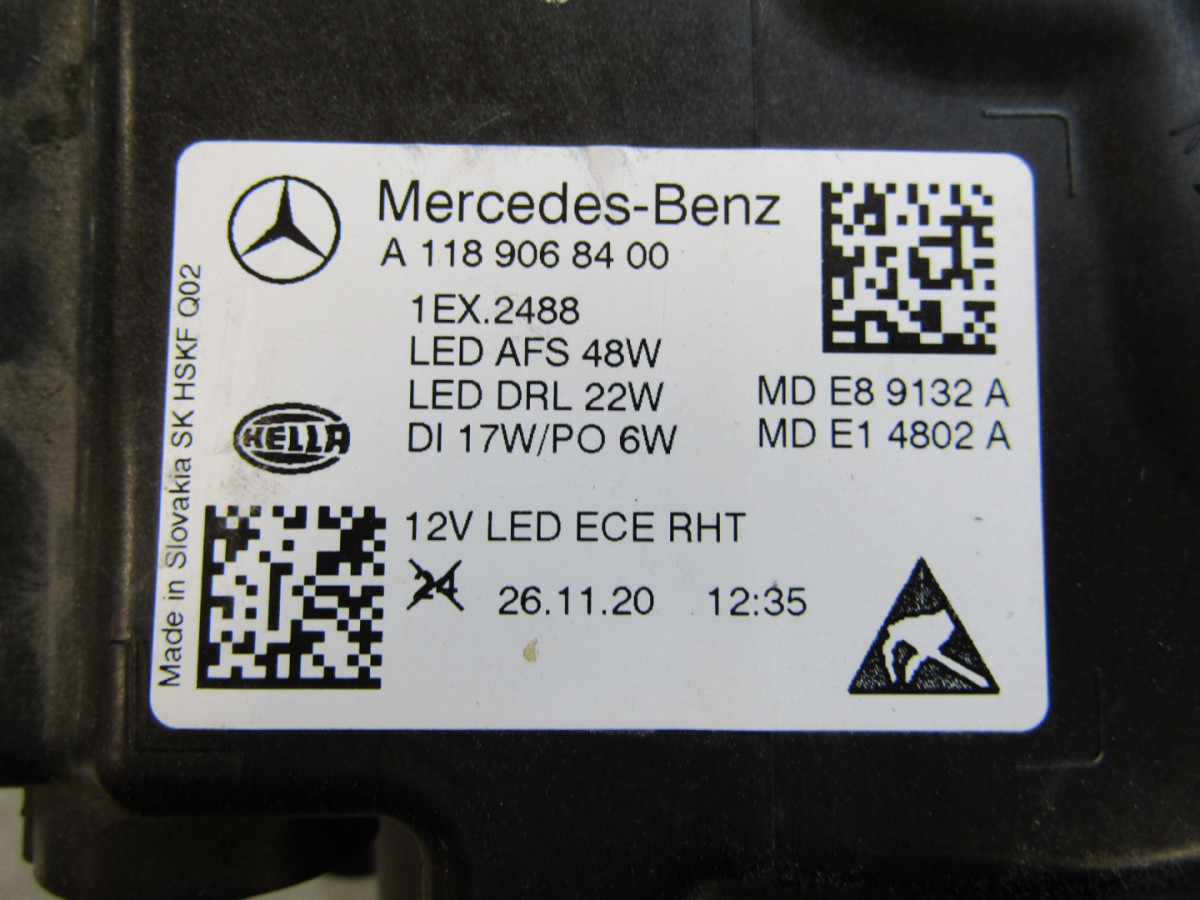 Mercedes-Benz
A 118 906 84 00
1EX.2488
LED AFS 48W
LED DRL 22W
DI 17W/PO 6W
MD E8 9132 A
MD E1 4802 A
HELLA
12V LED ECE RHT
24
26.11.20 12:35
Made in Slovakia SK HSKF Q02